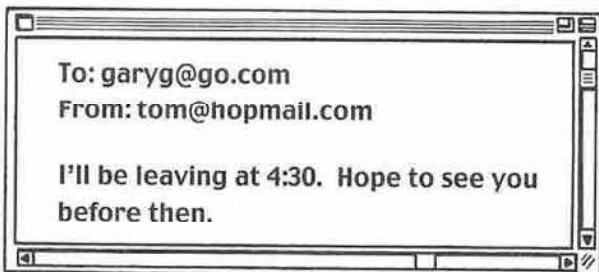 To: garyg@go.com
From: tom@hopmail.com
I'll be leaving at 4:30.  Hope to see you
before then.